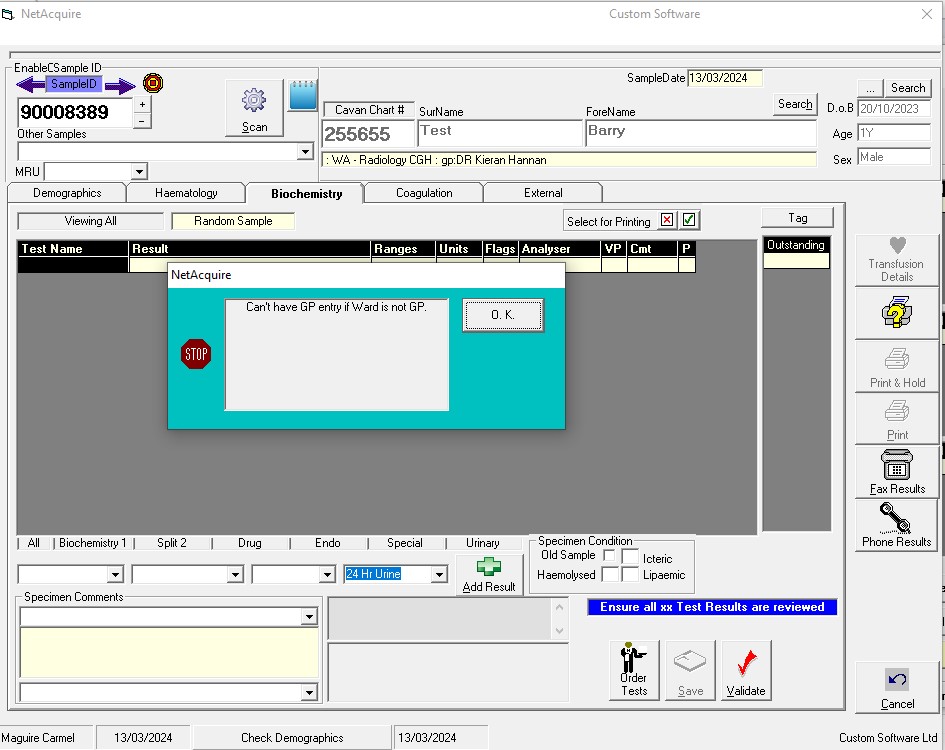 NetAcquire
Custom Software
EnableCSample ID
SampleID
90008389
+
-
Other Samples
MRU
Scan
SampleDate 13/03/2024
Cavan Chart #
SurName
ForeName
Search
255655
Test
Barry
: WA - Radiology CGH : gp:DR Kieran Hannan
...
Search
D.o.B 20/10/2023
Age 1Y
Sex Male
Demographics
Haematology
Biochemistry
Coagulation
External
Viewing All
Random Sample
Select for Printing
Tag
Test Name Result Ranges Units Flags Analyser VP Cmt P
Outstanding
NetAcquire
Can't have GP entry if Ward is not GP.
O. K.
STOP
Transfusion
Details
Print & Hold
Print
Fax Results
Phone Results
All | Biochemistry 1 | Split 2 | Drug | Endo | Special | Urinary
24 Hr Urine
Add Result
Specimen Condition
Old Sample
Icteric
Haemolysed
Lipaemic
Specimen Comments
Ensure all xx Test Results are reviewed
Order
Tests
Save
Validate
Cancel
Maguire Carmel
13/03/2024
Check Demographics
13/03/2024
Custom Software Ltd